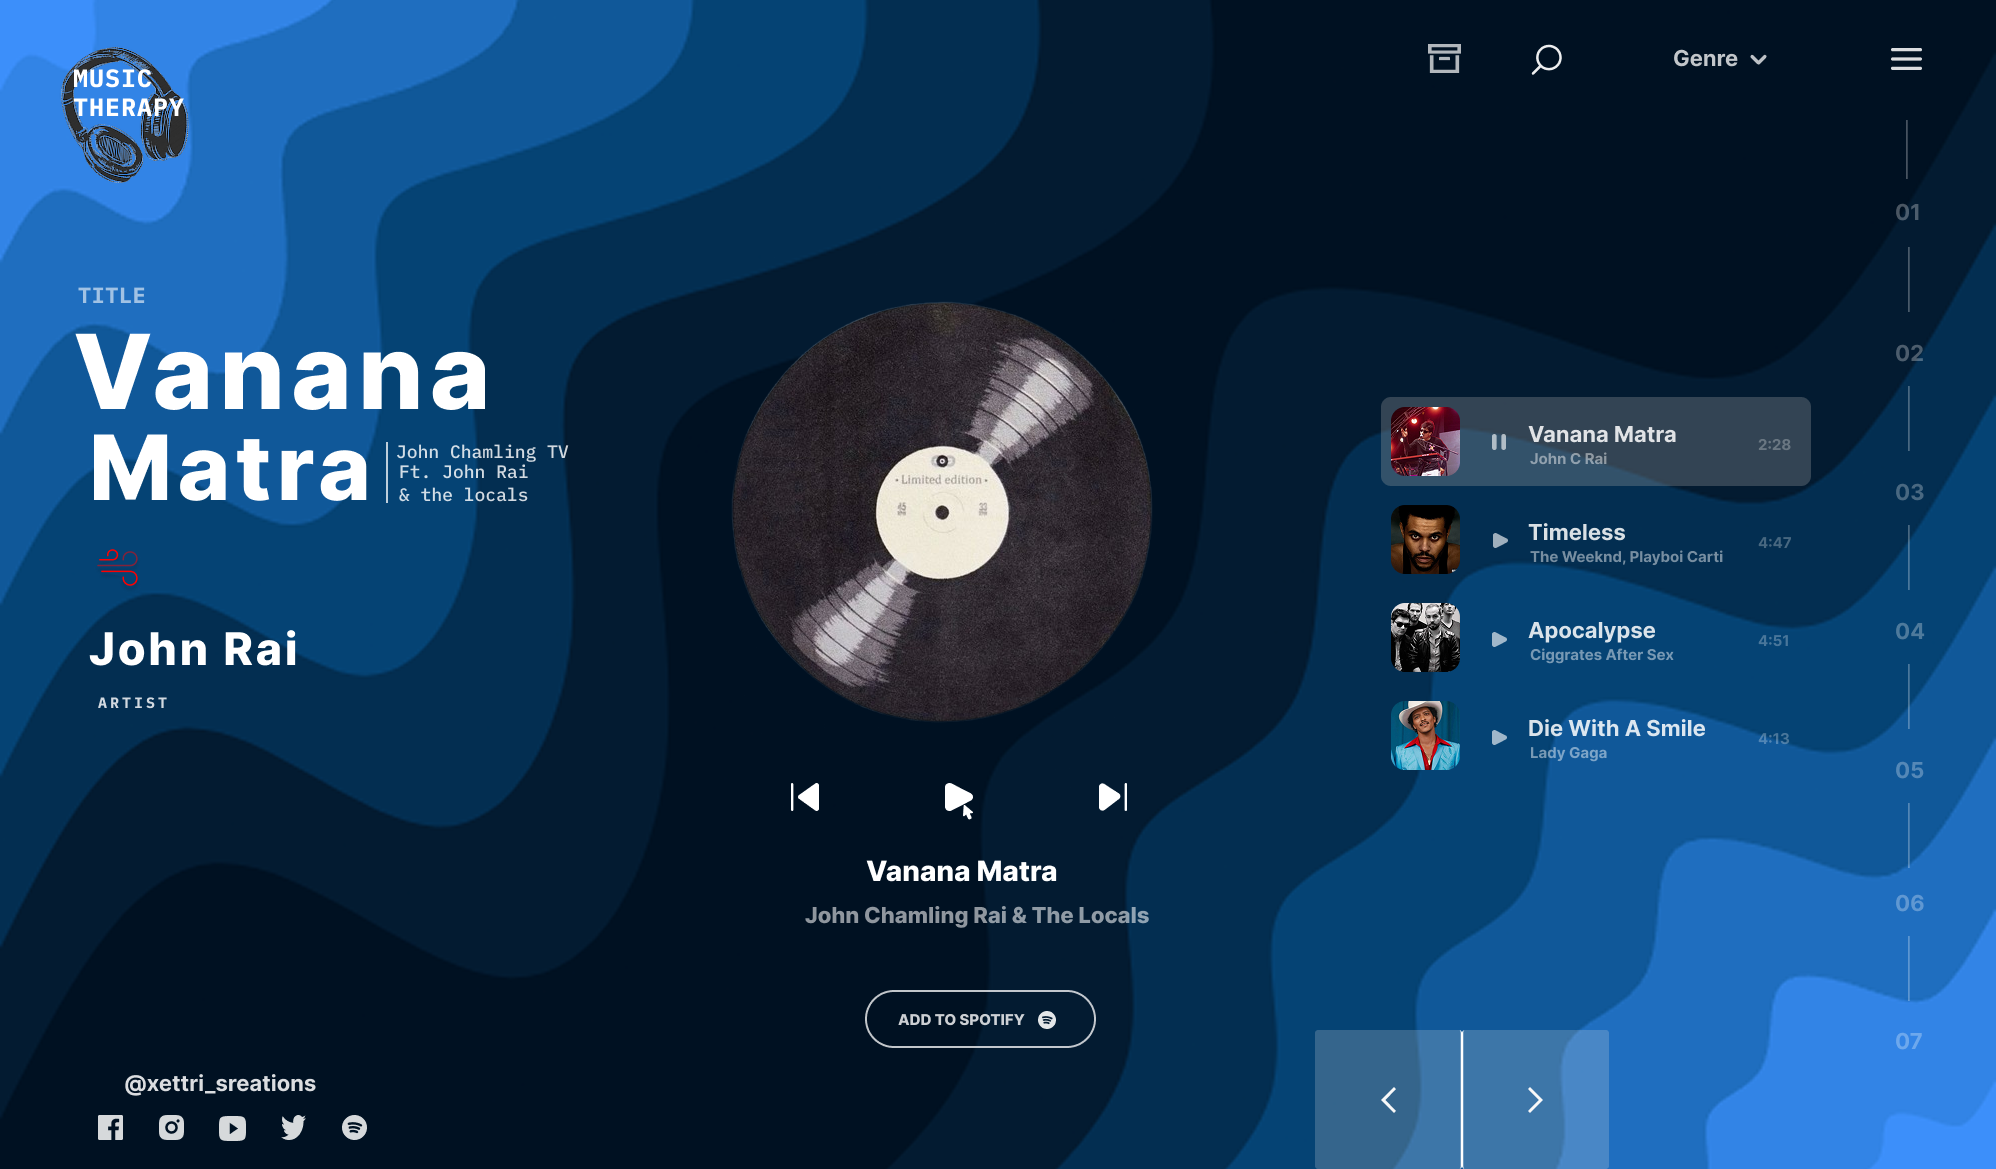 MUSIC
THERAPY
Genre
TITLE
Vanana
Matra
John Chamling TV
Ft. John Rai
& the locals
John Rai
ARTIST
• Limited edition •
45
33
Vanana Matra
John Chamling Rai & The Locals
ADD TO SPOTIFY
Vanana Matra
John C Rai
2:28
Timeless
The Weeknd, Playboi Carti
4:47
Apocalypse
Ciggrates After Sex
4:51
Die With A Smile
Lady Gaga
4:13
01
02
03
04
05
06
07
@xettri_sreations